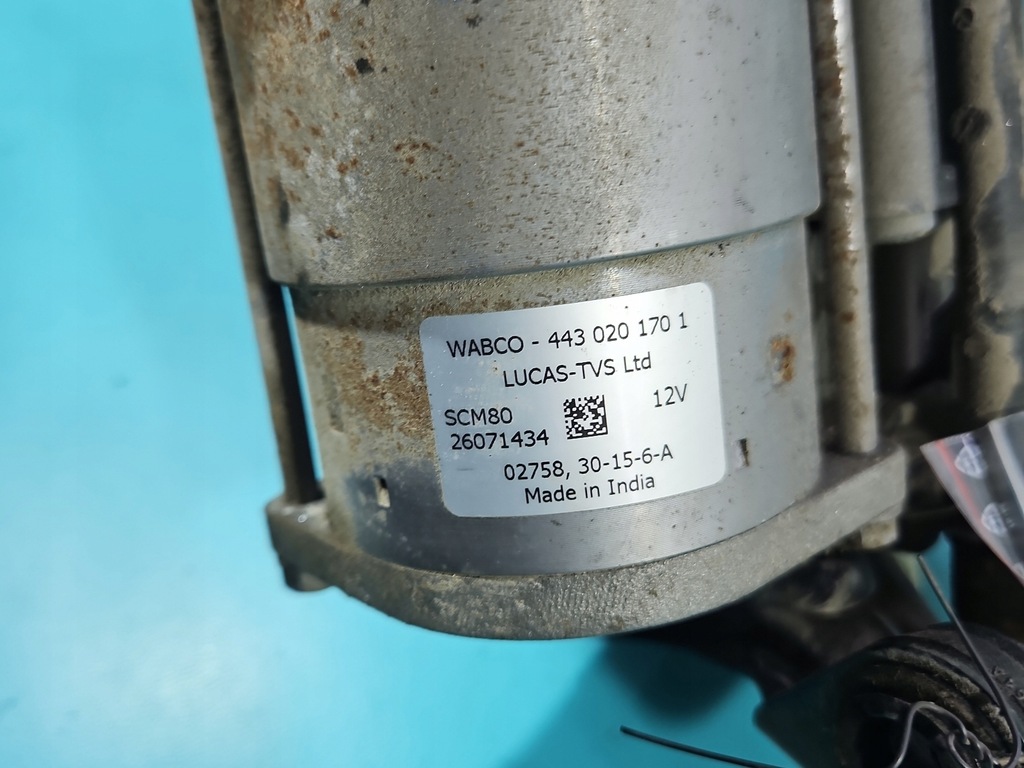 WABCO - 443 020 170 1
LUCAS-TVS Ltd
SCM80
12V
26071434
02758, 30-15-6-A
Made in India